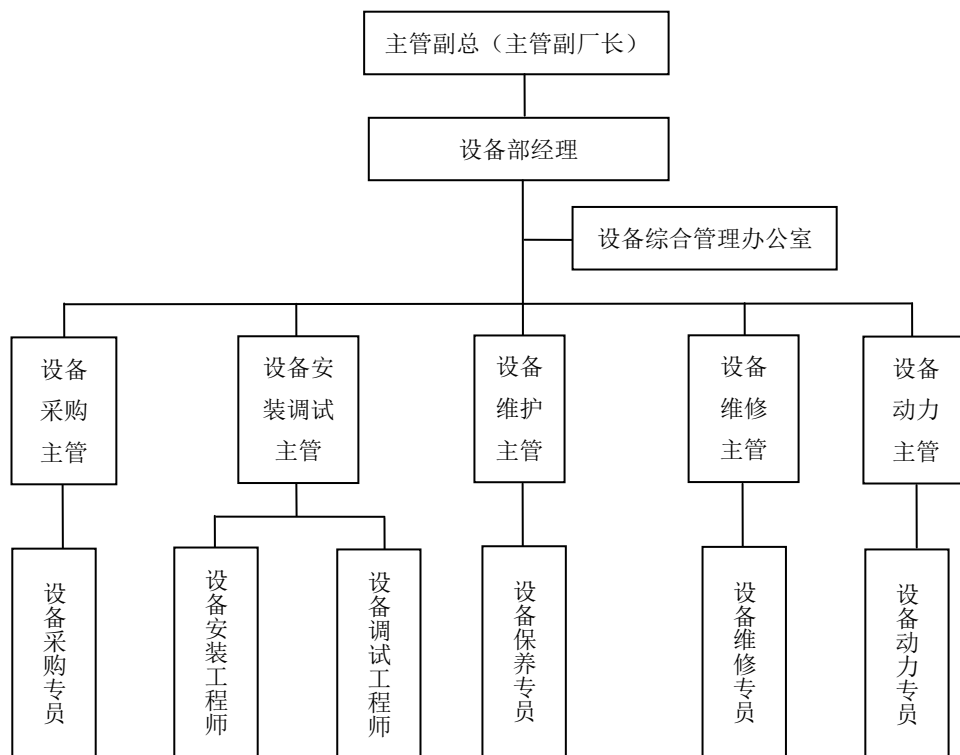 主管副总（主管副厂长）
设备部经理
设备综合管理办公室
设备
采购
主管
设备安
装调试
主管
设备
维护
主管
设备
维修
主管
设备
动力
主管
设备采购专员
设备安装工程师
设备调试工程师
设备保养专员
设备维修专员
设备动力专员